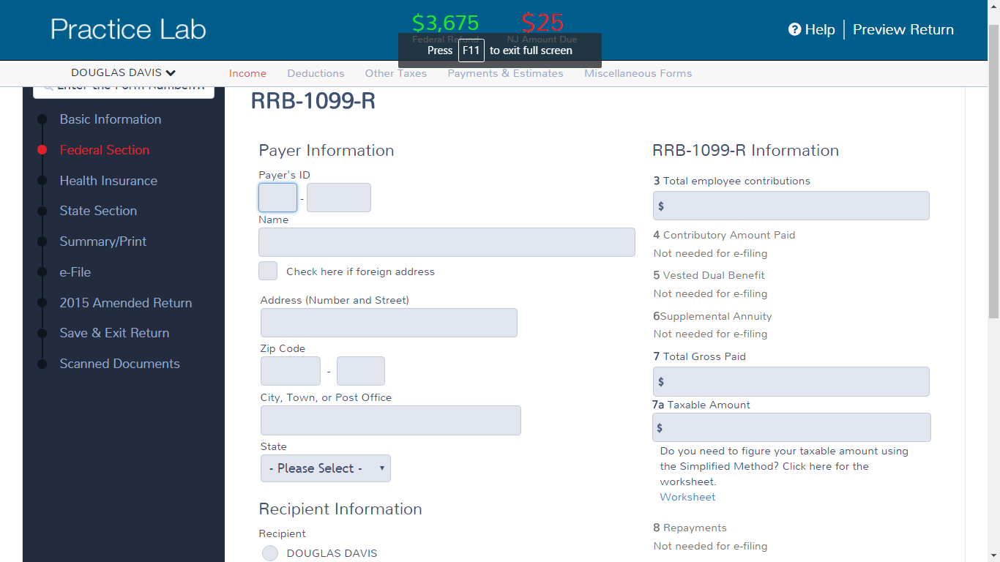 Practice Lab
$3,675
Federal Refund
$25
NJ Amount Due
Help
Preview Return
Press F11 to exit full screen
DOUGLAS DAVIS
Income
Deductions
Other Taxes
Payments & Estimates
Miscellaneous Forms
Enter the Form Number...
Basic Information
Federal Section
Health Insurance
State Section
Summary/Print
e-File
2015 Amended Return
Save & Exit Return
Scanned Documents
RRB-1099-R
Payer Information
Payer's ID
-
Name
Check here if foreign address
Address (Number and Street)
Zip Code
-
City, Town, or Post Office
State
- Please Select -
Recipient Information
Recipient
DOUGLAS DAVIS
RRB-1099-R Information
3 Total employee contributions
$
4 Contributory Amount Paid
Not needed for e-filing
5 Vested Dual Benefit
Not needed for e-filing
6Supplemental Annuity
Not needed for e-filing
7 Total Gross Paid
$
7a Taxable Amount
$
Do you need to figure your taxable amount using
the Simplified Method? Click here for the
worksheet.
Worksheet
8 Repayments
Not needed for e-filing